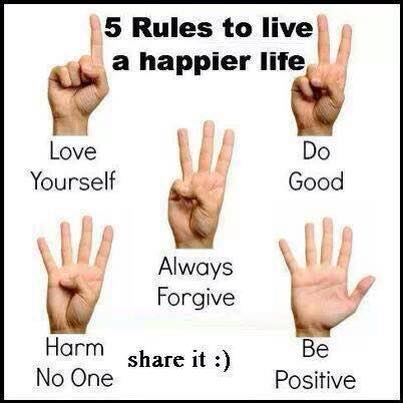 5 Rules to live
a happier life
Love
Yourself
Do
Good
Always
Forgive
Harm
No One
share it :)
Be
Positive